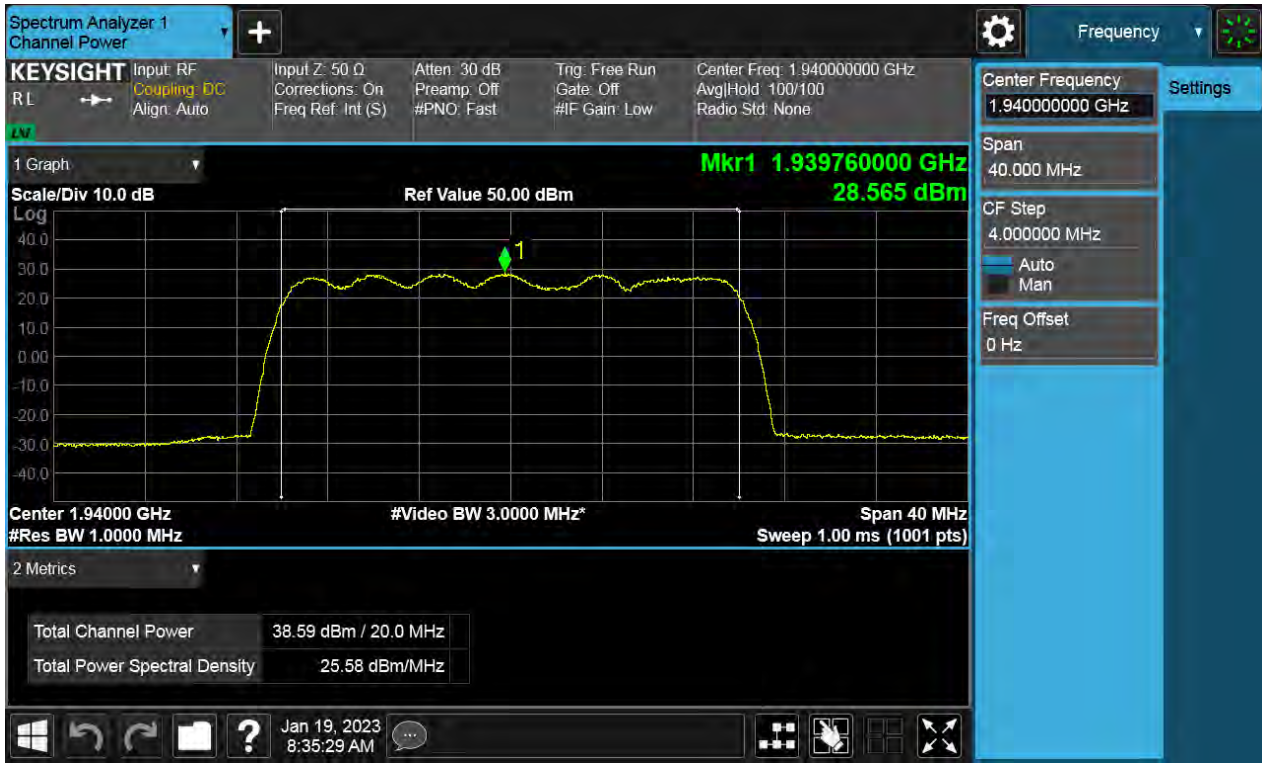 Spectrum Analyzer 1
Channel Power
+
Frequency
KEYSIGHT
RL
Input: RF
Coupling: DC
Align: Auto
Input Z: 50 Ω
Corrections: On
Freq Ref: Int (S)
Atten: 30 dB
Preamp: Off
#PNO: Fast
Trig: Free Run
Gate: Off
#IF Gain: Low
Center Freq: 1.940000000 GHz
Avg|Hold: 100/100
Radio Std: None
Center Frequency
1.940000000 GHz
Settings
Span
40.000 MHz
CF Step
4.000000 MHz
Auto
Man
Freq Offset
0 Hz
1 Graph
Mkr1 1.939760000 GHz
28.565 dBm
Scale/Div 10.0 dB
Ref Value 50.00 dBm
Log
40.0
30.0
20.0
10.0
0.00
-10.0
-20.0
-30.0
-40.0
1
Center 1.94000 GHz
#Video BW 3.0000 MHz*
Span 40 MHz
#Res BW 1.0000 MHz
Sweep 1.00 ms (1001 pts)
2 Metrics
Total Channel Power 38.59 dBm / 20.0 MHz
Total Power Spectral Density 25.58 dBm/MHz
?
Jan 19, 2023
8:35:29 AM